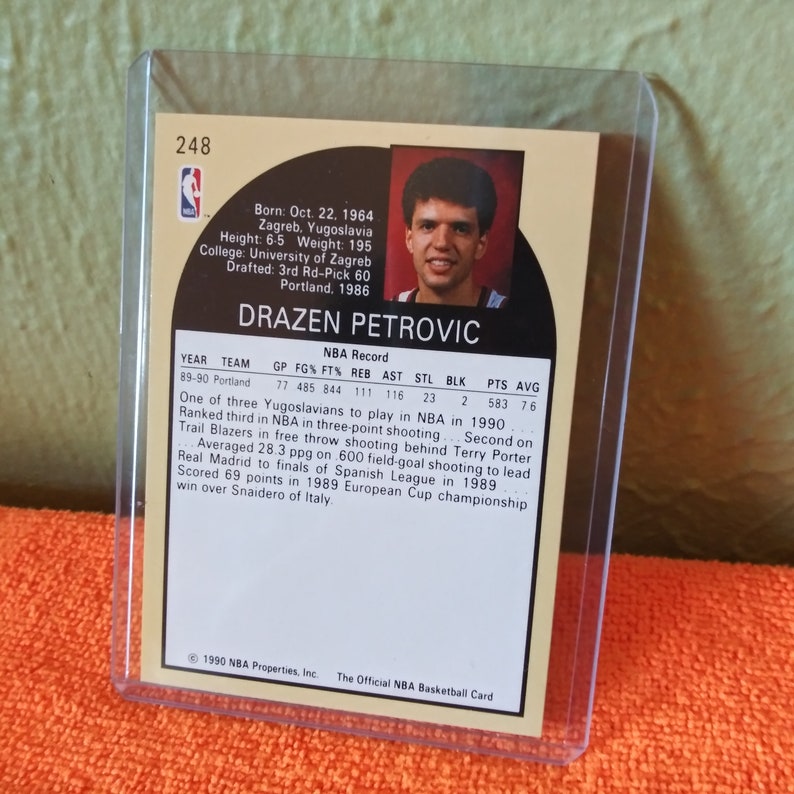 248
NBA
Born: Oct. 22, 1964
Zagreb, Yugoslavia
Height: 6-5 Weight: 195
College: University of Zagreb
Drafted: 3rd Rd-Pick 60
Portland, 1986
DRAZEN PETROVIC
NBA Record
YEAR TEAM GP FG% FT% REB AST STL BLK PTS AVG
89-90 Portland 77 485 844 111 116 23 2 583 7 6
One of three Yugoslavians to play in NBA in 1990 . . .
Ranked third in NBA in three-point shooting . . . Second on
Trail Blazers in free throw shooting behind Terry Porter
. . . Averaged 28.3 ppg on .600 field-goal shooting to lead
Real Madrid to finals of Spanish League in 1989 . . .
Scored 69 points in 1989 European Cup championship
win over Snaidero of Italy.
© 1990 NBA Properties, Inc. The Official NBA Basketball Card